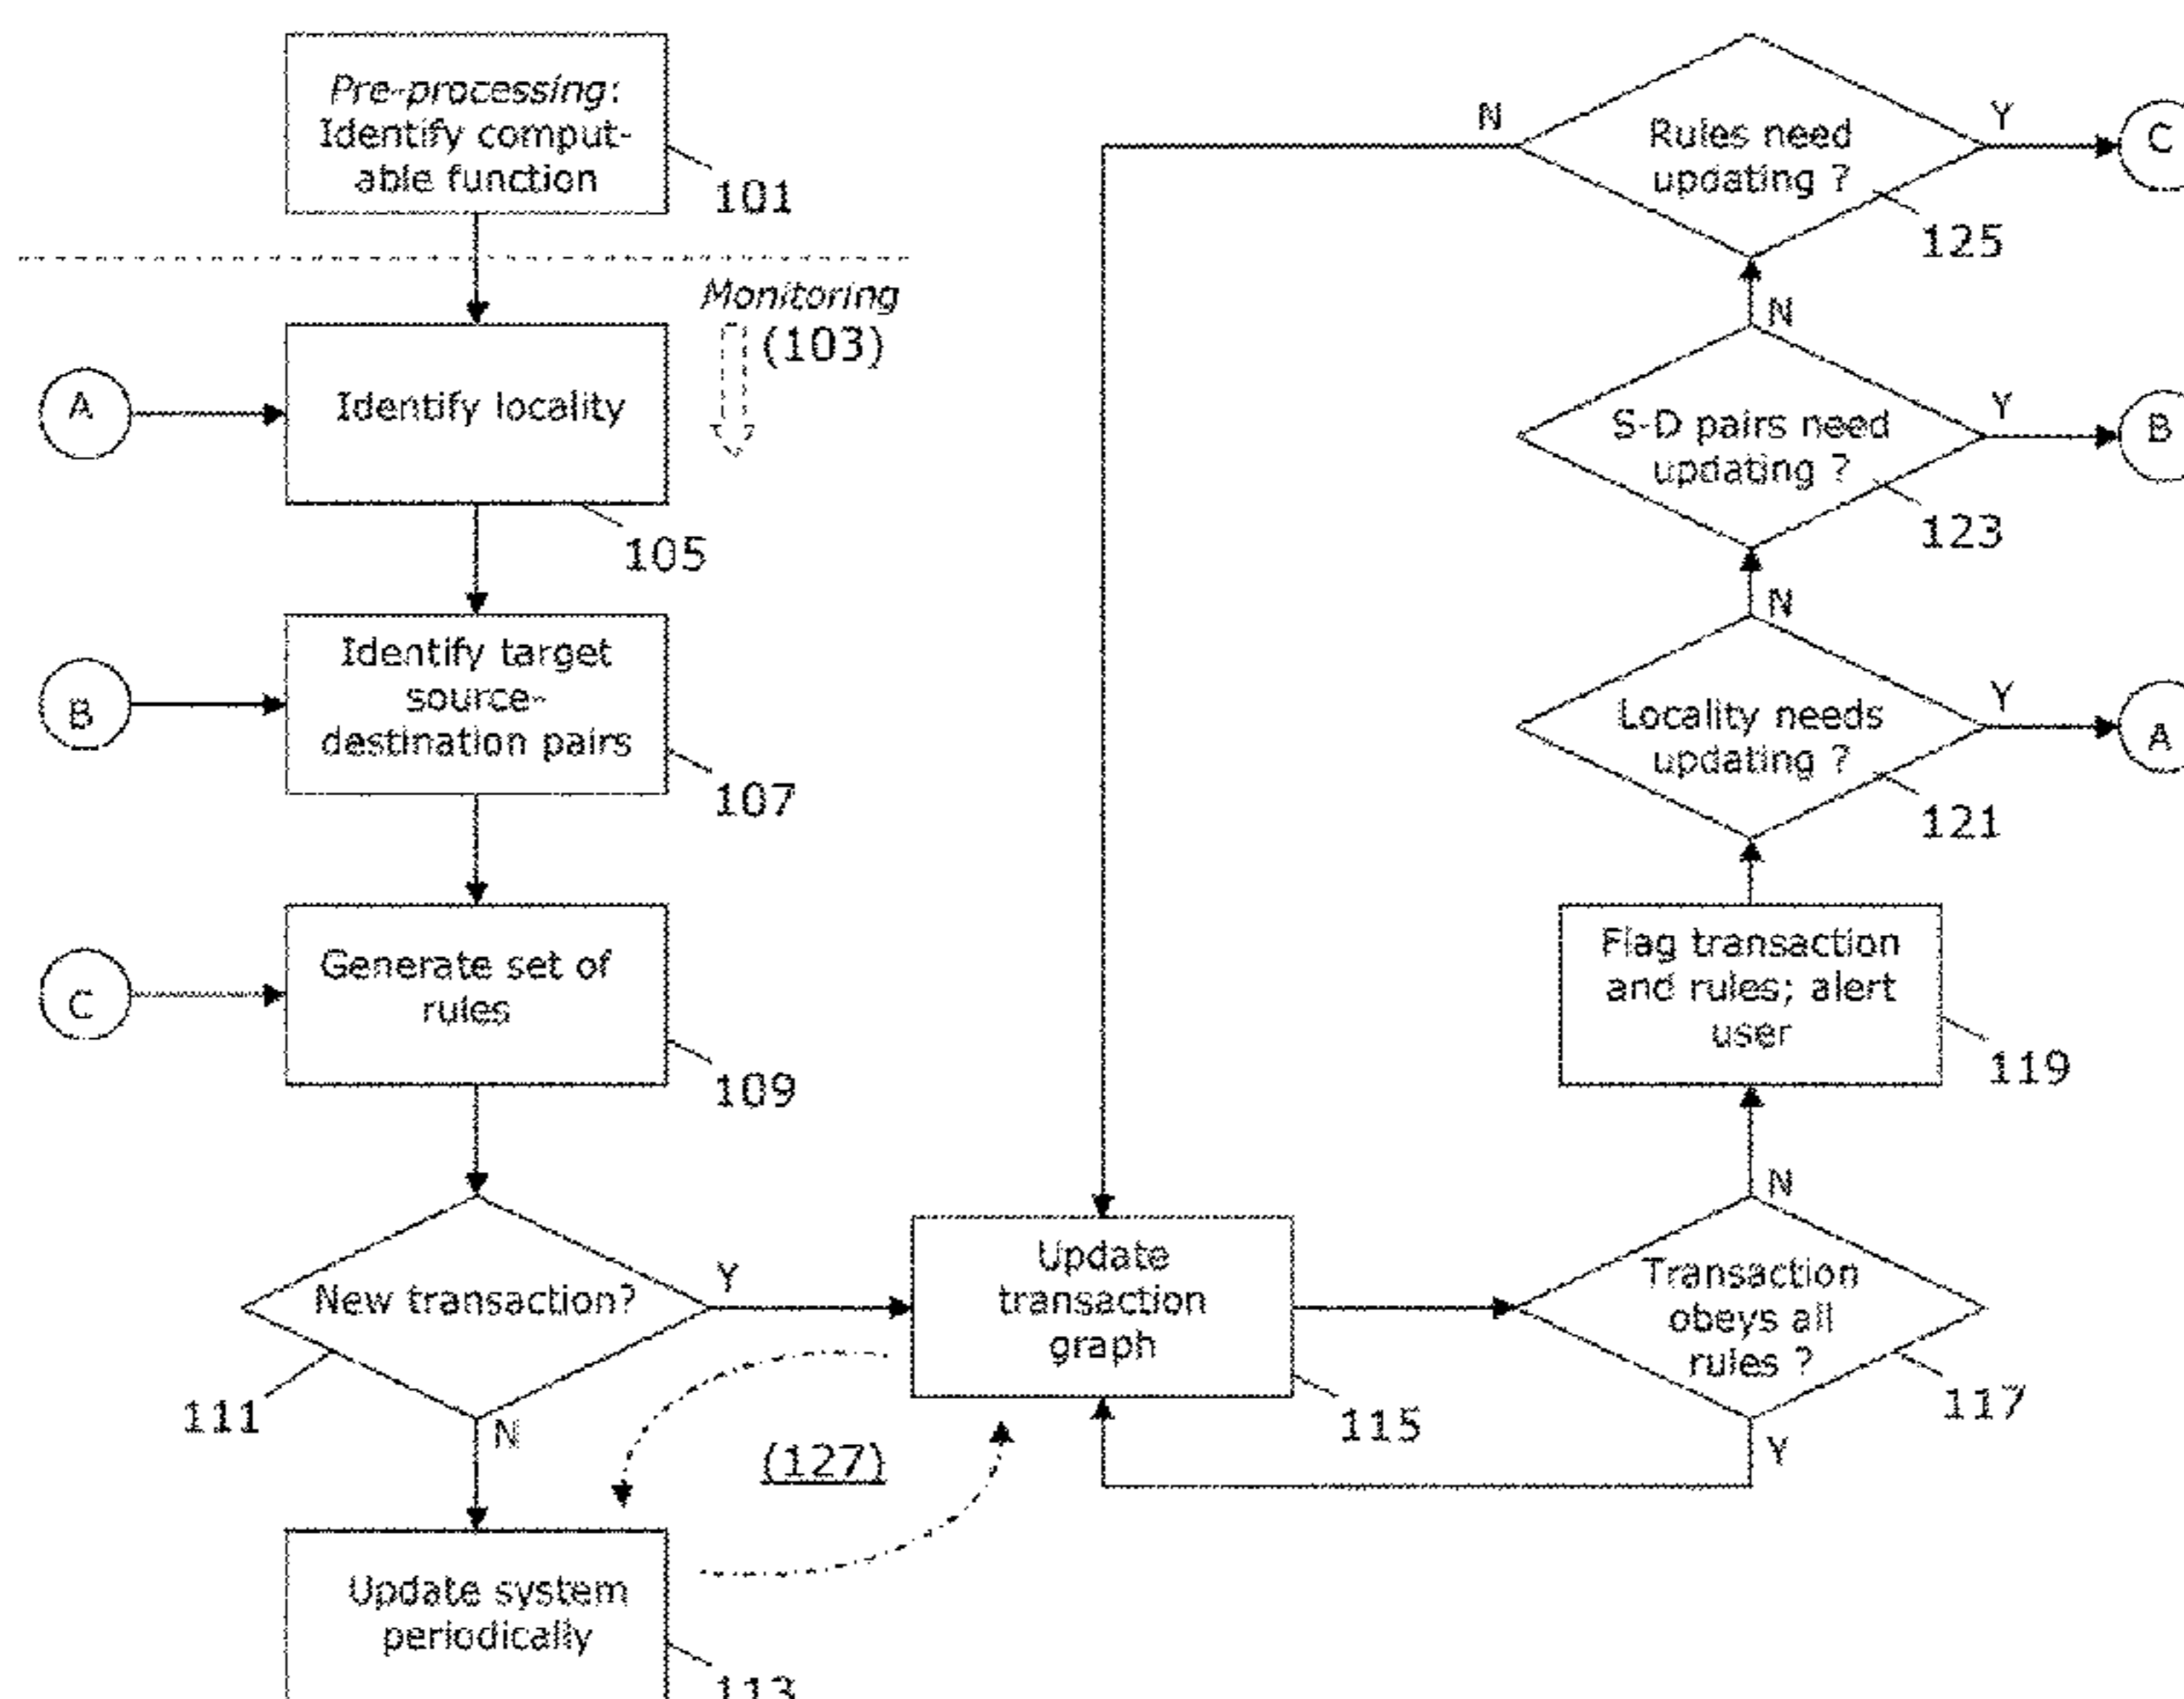 Pre-processing:
Identify comput-
able function
101
Monitoring
(103)
A
Identify locality
105
B
Identify target
source-
destination pairs
107
C
Generate set of
rules
109
New transaction?
Y
N
111
Update system
periodically
113
(127)
Update
transaction
graph
115
Transaction
obeys all
rules ?
N
Y
117
Flag transaction
and rules; alert
user
119
Locality needs
updating ?
Y
A
N
121
S-D pairs need
updating ?
Y
B
N
123
Rules need
updating ?
N
Y
C
125